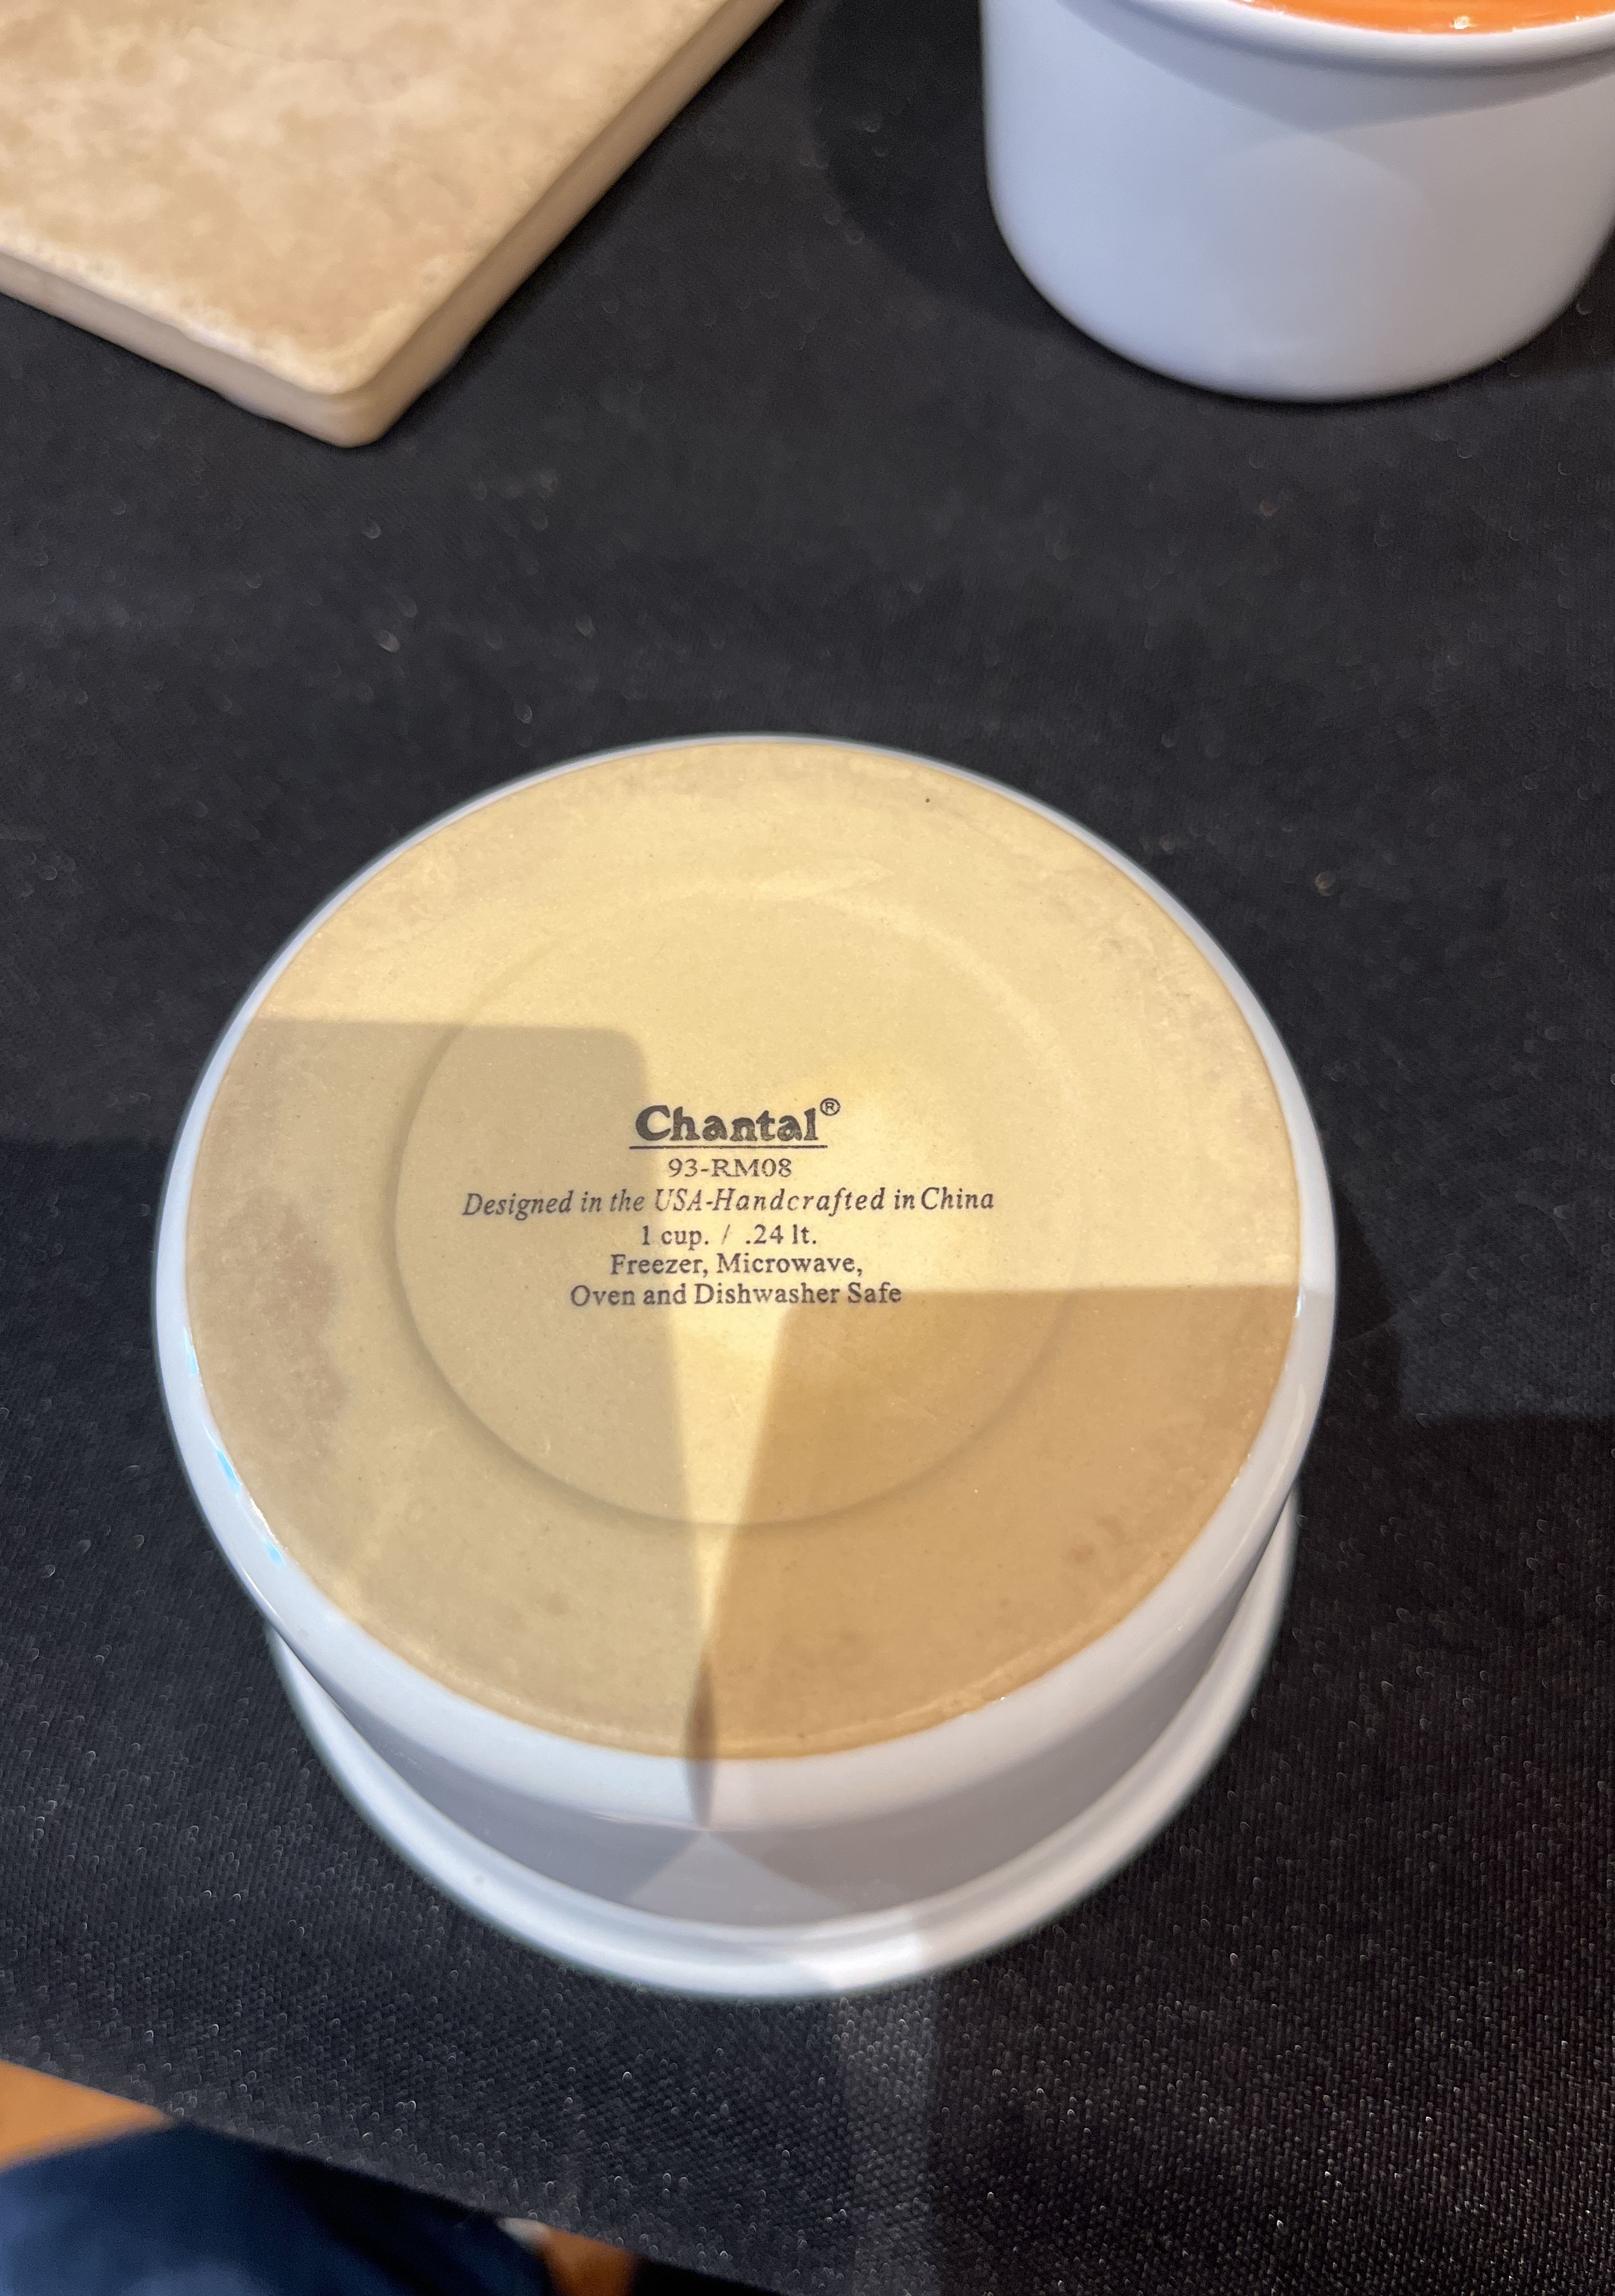 Chantal®
93-RM08
Designed in the USA-Handcrafted in China
1 cup. / .24 lt.
Freezer, Microwave,
Oven and Dishwasher Safe